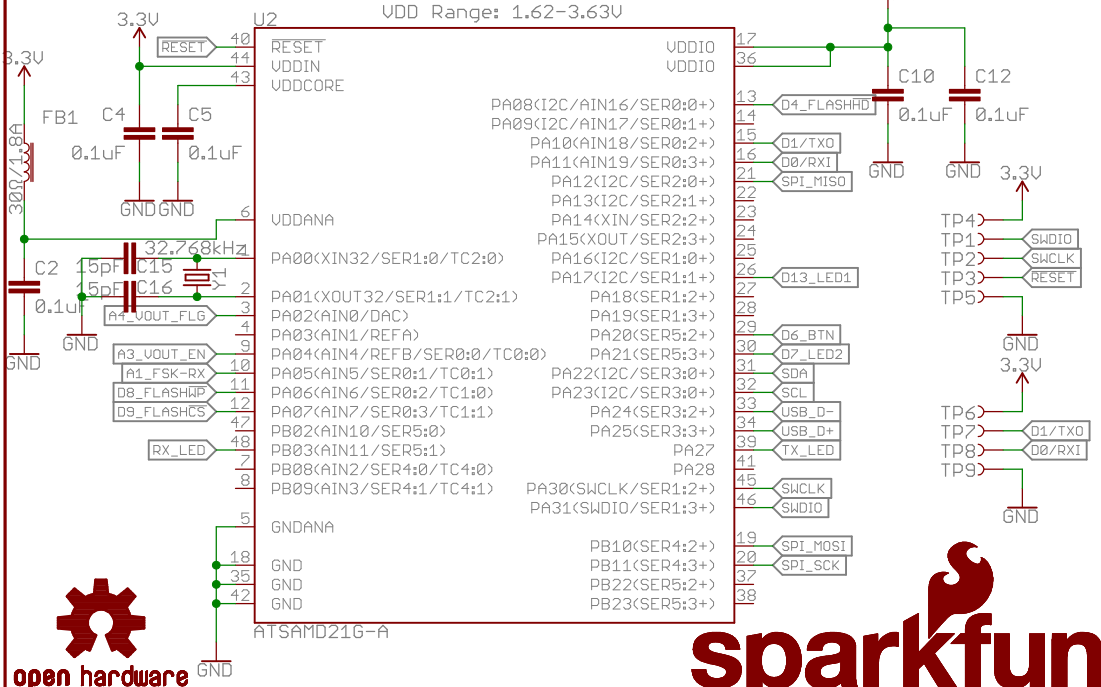 VDD Range: 1.62-3.63V
U2
3.3V
3.3V
RESET
40
RESET
44
VDDIN
43
VDDCORE
FB1
30Ω/1.8A
C4
0.1uF
C5
0.1uF
GND
GND
6
VDDANA
32.768kHz
1
PA00(XIN32/SER1:0/TC2:0)
15pF
C15
Y1
15pF
C16
2
PA01(XOUT32/SER1:1/TC2:1)
C2
0.1uF
GND
GND
A4_VOUT_FLG
3
PA02(AIN0/DAC)
4
PA03(AIN1/REFA)
A3_VOUT_EN
9
PA04(AIN4/REFB/SER0:0/TC0:0)
A1_FSK-RX
10
PA05(AIN5/SER0:1/TC0:1)
D8_FLASHWP
11
PA06(AIN6/SER0:2/TC1:0)
D9_FLASHCS
12
PA07(AIN7/SER0:3/TC1:1)
47
PB02(AIN10/SER5:0)
RX_LED
48
PB03(AIN11/SER5:1)
7
PB08(AIN2/SER4:0/TC4:0)
8
PB09(AIN3/SER4:1/TC4:1)
5
GNDANA
18
GND
35
GND
42
GND
GND
ATSAMD21G-A
VDDIO
17
VDDIO
36
PA08(I2C/AIN16/SER0:0+)
13
D4_FLASHHD
PA09(I2C/AIN17/SER0:1+)
14
PA10(AIN18/SER0:2+)
15
D1/TXO
PA11(AIN19/SER0:3+)
16
D0/RXI
PA12(I2C/SER2:0+)
21
SPI_MISO
PA13(I2C/SER2:1+)
22
PA14(XIN/SER2:2+)
23
PA15(XOUT/SER2:3+)
24
PA16(I2C/SER1:0+)
25
PA17(I2C/SER1:1+)
26
D13_LED1
PA18(SER1:2+)
27
PA19(SER1:3+)
28
PA20(SER5:2+)
29
D6_BTN
PA21(SER5:3+)
30
D7_LED2
PA22(I2C/SER3:0+)
31
SDA
PA23(I2C/SER3:0+)
32
SCL
PA24(SER3:2+)
33
USB_D-
PA25(SER3:3+)
34
USB_D+
PA27
39
TX_LED
PA28
41
PA30(SWCLK/SER1:2+)
45
SWCLK
PA31(SWDIO/SER1:3+)
46
SWDIO
PB10(SER4:2+)
19
SPI_MOSI
PB11(SER4:3+)
20
SPI_SCK
PB22(SER5:2+)
37
PB23(SER5:3+)
38
C10
0.1uF
C12
0.1uF
GND
GND
3.3V
TP4
TP1
SWDIO
TP2
SWCLK
TP3
RESET
TP5
GND
3.3V
TP6
TP7
D1/TXO
TP8
D0/RXI
TP9
GND
open hardware
sparkfun